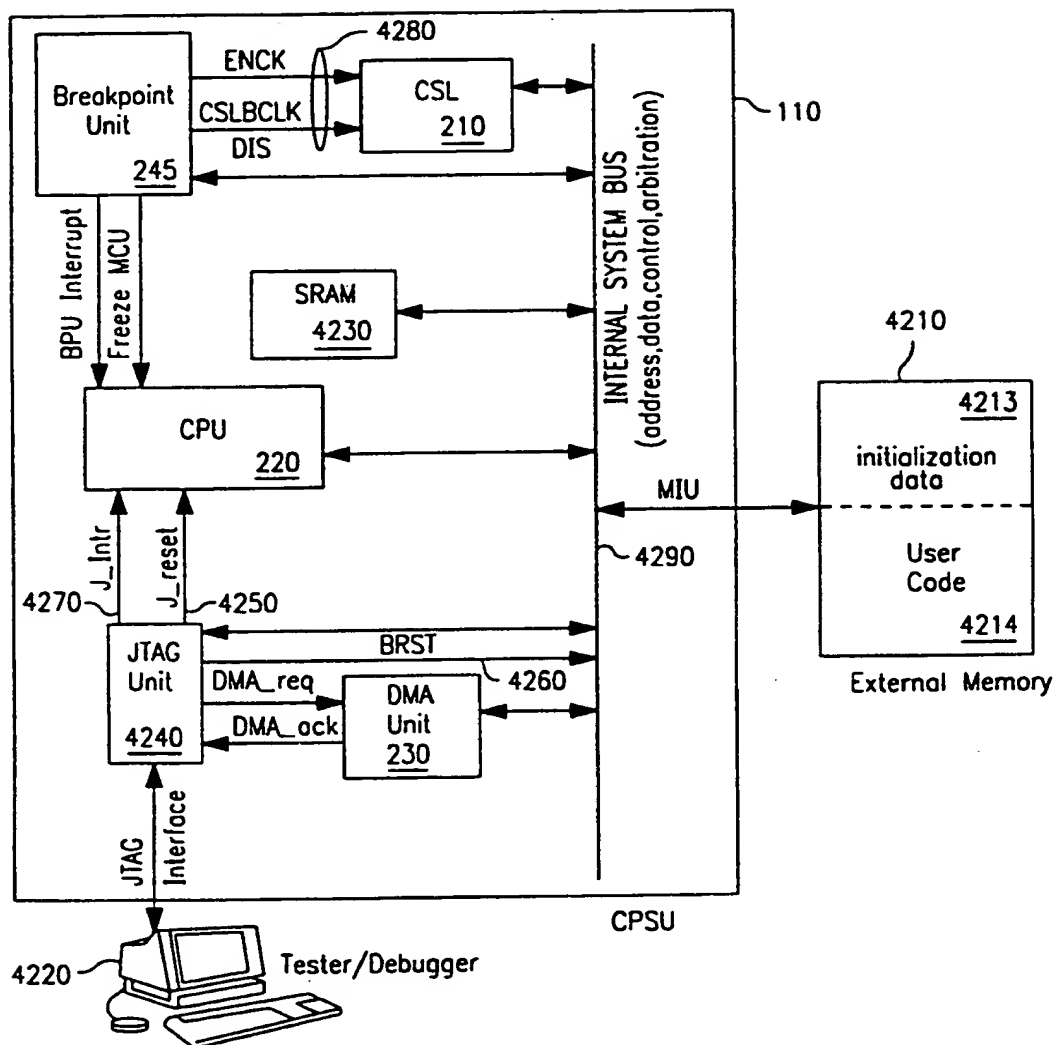 4280
ENCK
Breakpoint
Unit
245
CSLBCLK
DIS
CSL
210
110
BPU Interrupt
Freeze MCU
INTERNAL SYSTEM BUS
(address,data,control,arbitration)
SRAM
4230
4210
CPU
220
4213
initialization
data
MIU
User
Code
4214
External Memory
J_Intr
J_reset
4270
4250
4290
JTAG
Unit
4240
BRST
4260
DMA_req
DMA_ack
DMA
Unit
230
JTAG
Interface
CPSU
4220
Tester/Debugger